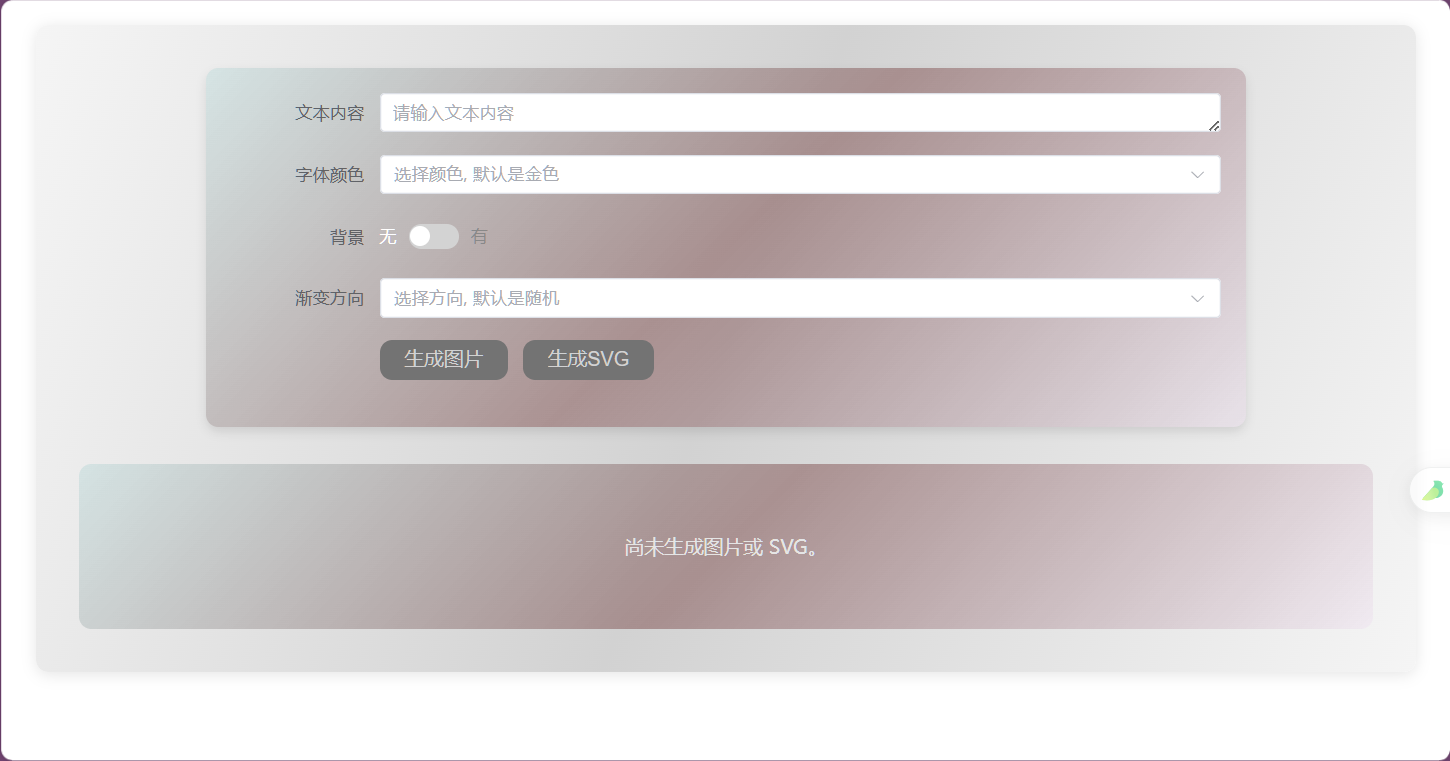 文本内容 请输入文本内容
字体颜色 选择颜色, 默认是金色
背景 无 有
渐变方向 选择方向, 默认是随机
生成图片 生成SVG
尚未生成图片或 SVG。